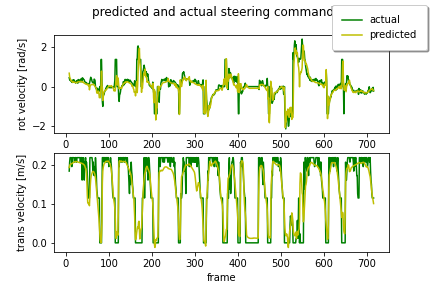 predicted and actual steering command
actual
predicted
rot velocity [rad/s]
2
0
−2
0 100 200 300 400 500 600 700
trans velocity [m/s]
0.2
0.1
0.0
0 100 200 300 400 500 600 700
frame